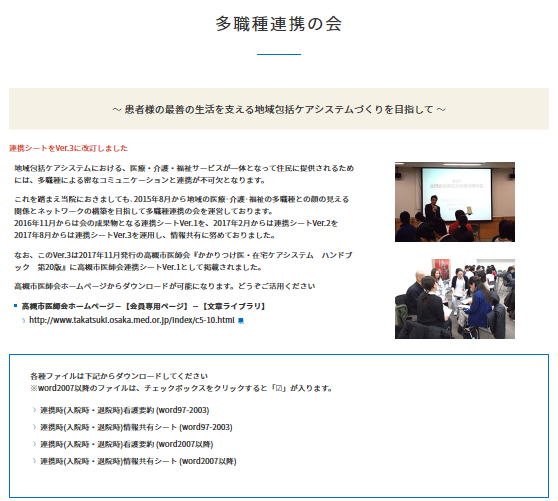 多職種連携の会
～ 患者様の最善の生活を支える地域包括ケアシステムづくりを目指して ～
連携シートをVer.3に改訂しました
地域包括ケアシステムにおける、医療・介護・福祉サービスが一体となって住民に提供されるため
には、多職種による密なコミュニケーションと連携が不可欠となります。
これを踏まえ当院におきましても、2015年8月から地域の医療･介護･福祉の多職種との顔の見える
関係とネットワークの構築を目指して多職種連携の会を運営しております。
2016年11月からは会の成果物となる連携シートVer.1を、2017年2月からは連携シートVer.2を
2017年8月からは連携シートVer.3を運用し、情報共有に努めておりました。
なお、このVer.3は2017年11月発行の高槻市医師会『かかりつけ医・在宅ケアシステム　ハンドブ
ック　第20版』に高槻市医師会連携シートVer.1として掲載されました。
高槻市医師会ホームページからダウンロードが可能になります。どうぞご活用ください
高槻市医師会ホームページ－【会員専用ページ】－【文章ライブラリ】
http://www.takatsuki.osaka.med.or.jp/index/c5-10.html
各種ファイルは下記からダウンロードしてください
※word2007以降のファイルは、チェックボックスをクリックすると「☑」が入ります。
連携時(入院時・退院時)看護要約 (word97-2003)
連携時(入院時・退院時)情報共有シート (word97-2003)
連携時(入院時・退院時)看護要約 (word2007以降)
連携時(入院時・退院時)情報共有シート (word2007以降)